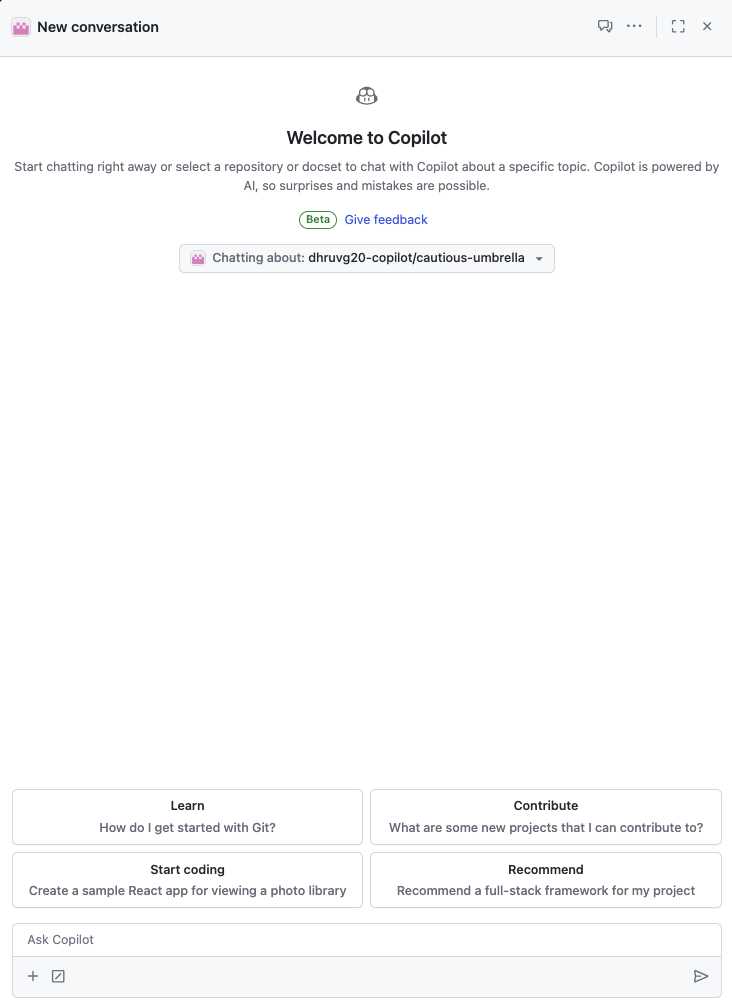 New conversation
Welcome to Copilot
Start chatting right away or select a repository or docset to chat with Copilot about a specific topic. Copilot is powered by
AI, so surprises and mistakes are possible.
Beta Give feedback
Chatting about: dhruvg20-copilot/cautious-umbrella
Learn
How do I get started with Git?
Contribute
What are some new projects that I can contribute to?
Start coding
Create a sample React app for viewing a photo library
Recommend
Recommend a full-stack framework for my project
Ask Copilot